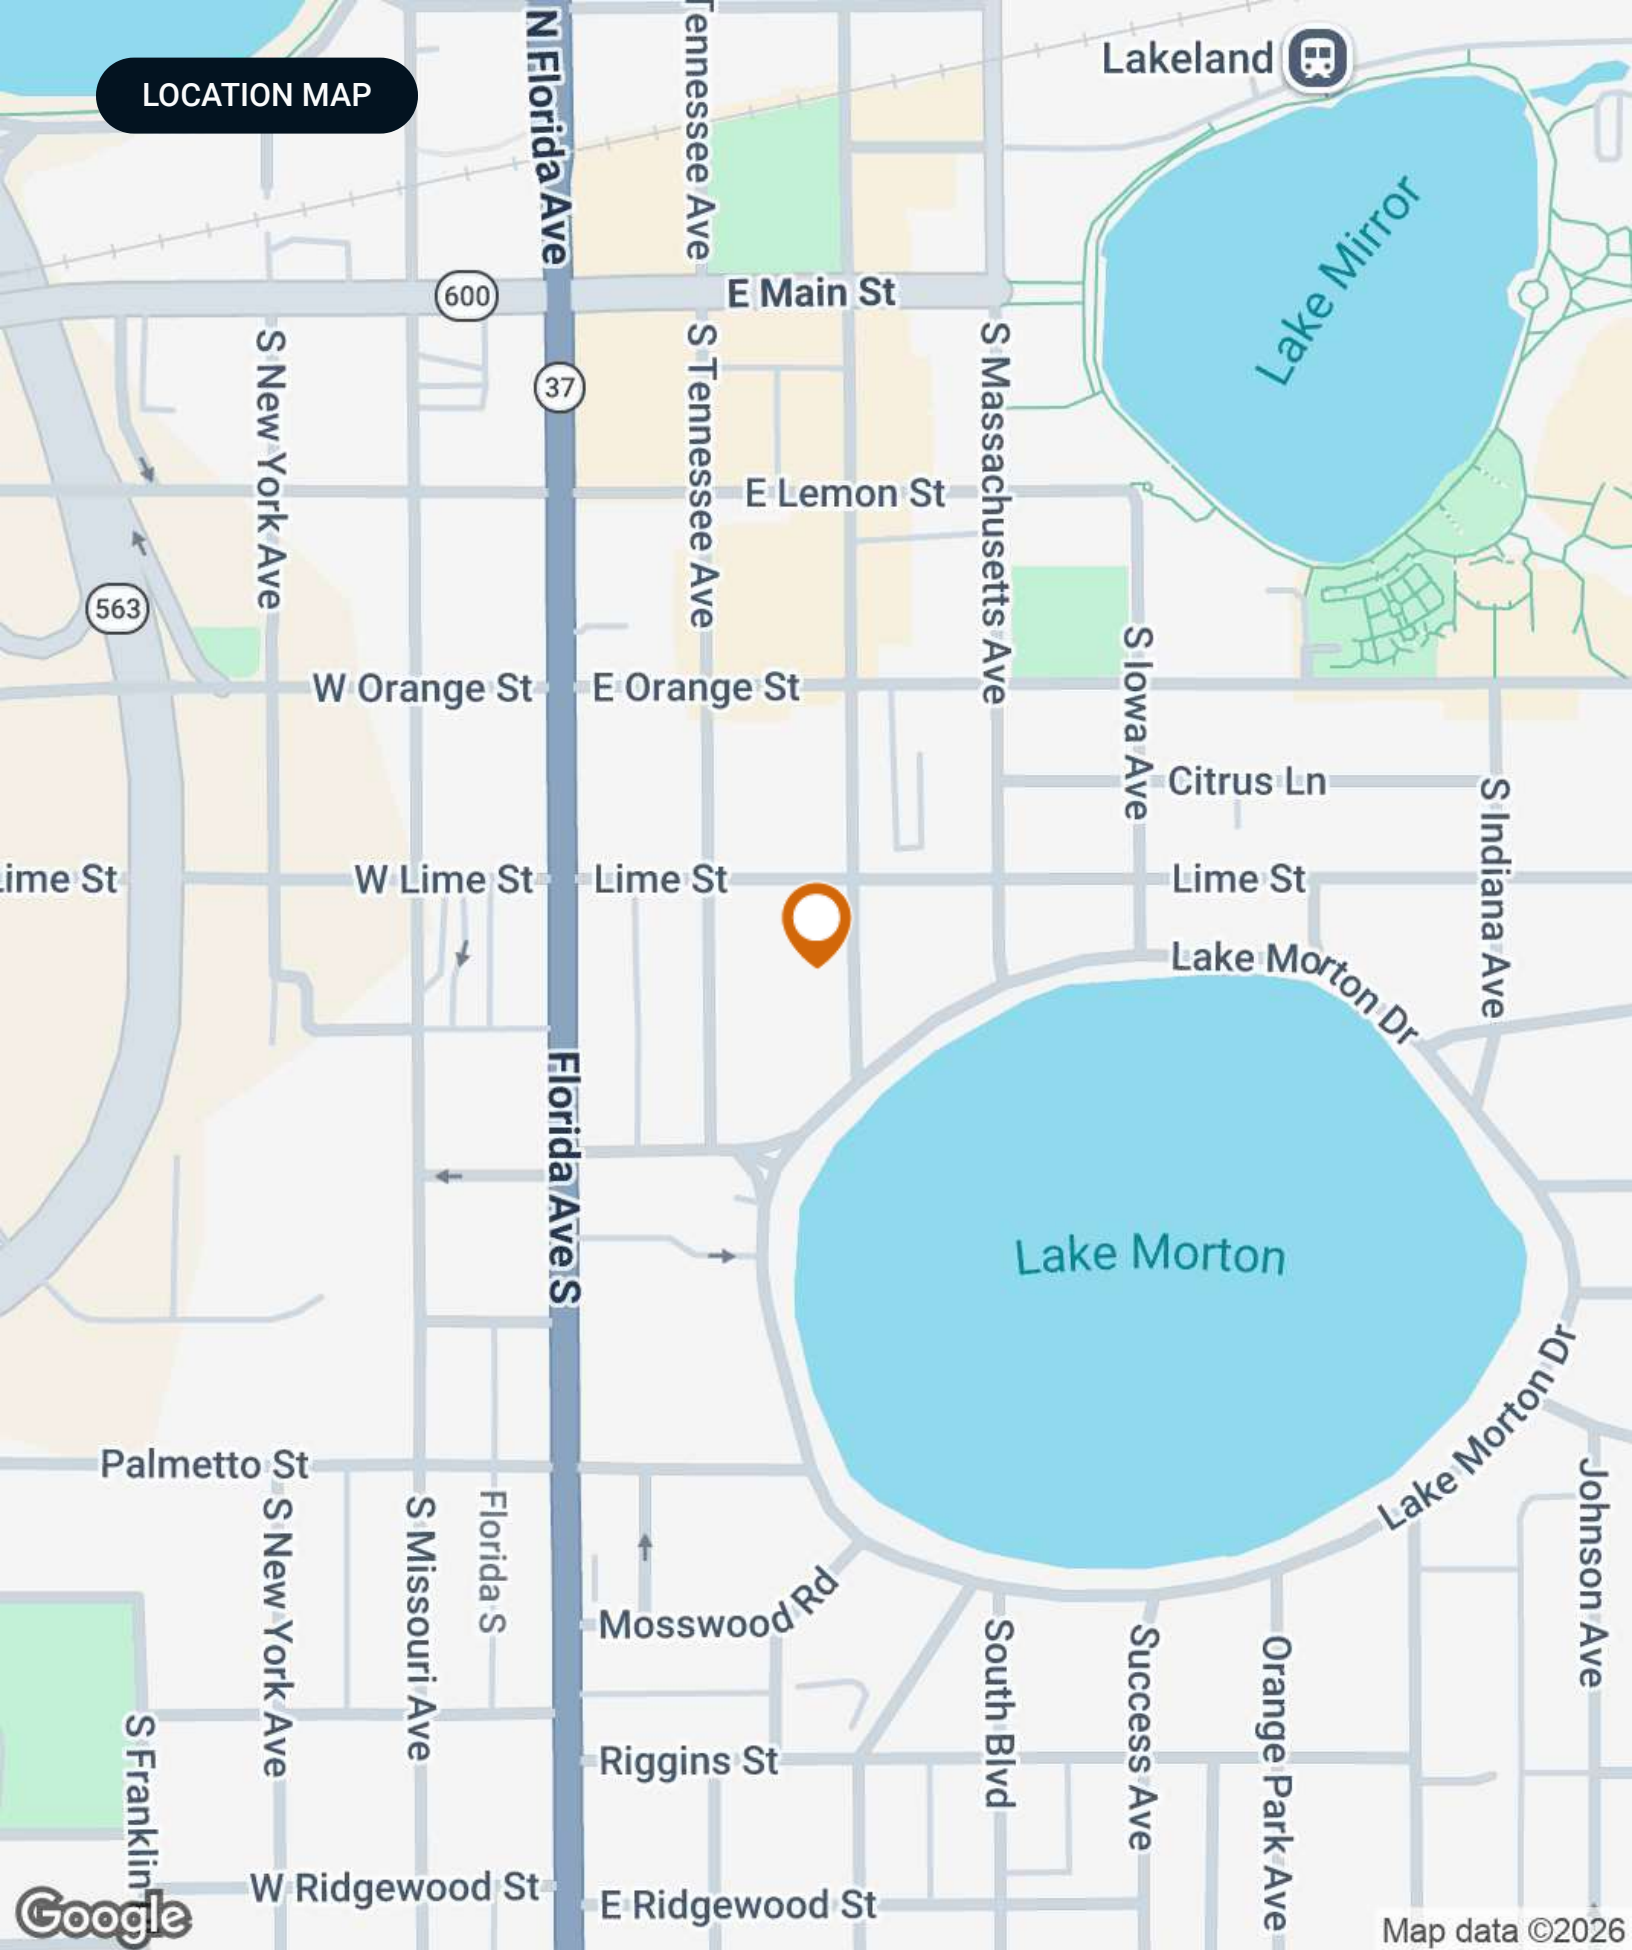 LOCATION MAP
N Florida Ave
Tennessee Ave
Lakeland
Lake Mirror
600
E Main St
37
S New York Ave
S Tennessee Ave
S Massachusetts Ave
E Lemon St
563
W Orange St
E Orange St
S Iowa Ave
Citrus Ln
S Indiana Ave
Lime St
W Lime St
Lime St
Lime St
Lake Morton Dr
Florida Ave S
Lake Morton
Lake Morton Dr
Palmetto St
S New York Ave
S Missouri Ave
Florida S
Mosswood Rd
South Blvd
Success Ave
Orange Park Ave
Johnson Ave
S Franklin
Riggins St
W Ridgewood St
E Ridgewood St
Google
Map data ©2026